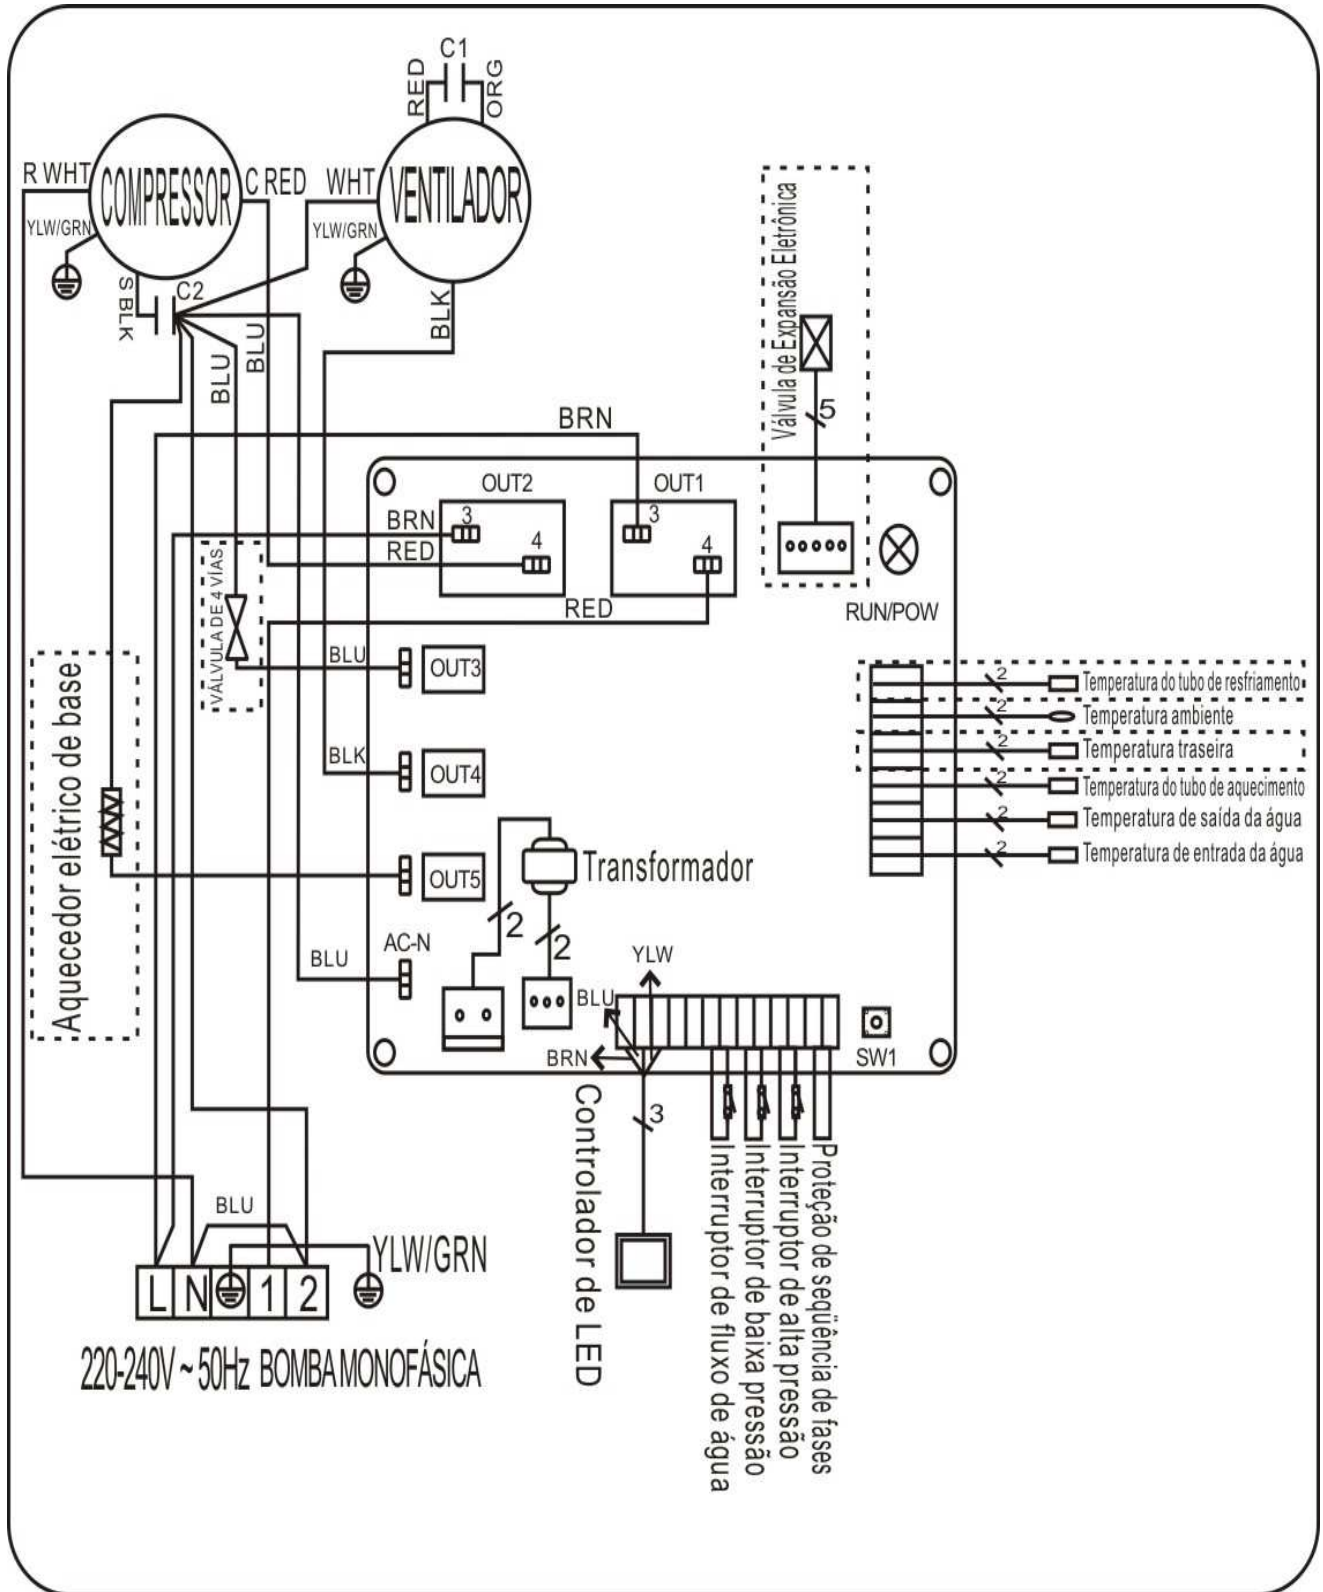 C1
RED
ORG
R WHT
COMPRESSOR
C RED
WHT
VENTILADOR
YLW/GRN
YLW/GRN
S BLK
C2
BLU
BLU
BLK
Válvula de Expansão Eletrônica
5
BRN
OUT2
OUT1
BRN
3
3
RED
4
4
RED
RUN/POW
VÁLVULA DE 4 VÍAS
BLU
OUT3
BLK
OUT4
OUT5
Aquecedor elétrico de base
2
Temperatura do tubo de resfriamento
2
Temperatura ambiente
2
Temperatura traseira
2
Temperatura do tubo de aquecimento
2
Temperatura de saída da água
2
Temperatura de entrada da água
Transformador
2
2
AC-N
BLU
YLW
BLU
BRN
SW1
3
Controlador de LED
Interruptor de fluxo de água
Interruptor de baixa pressão
Interruptor de alta pressão
Proteção de seqüência de fases
BLU
YLW/GRN
L N 1 2
220-240V ~ 50Hz BOMBA MONOFÁSICA